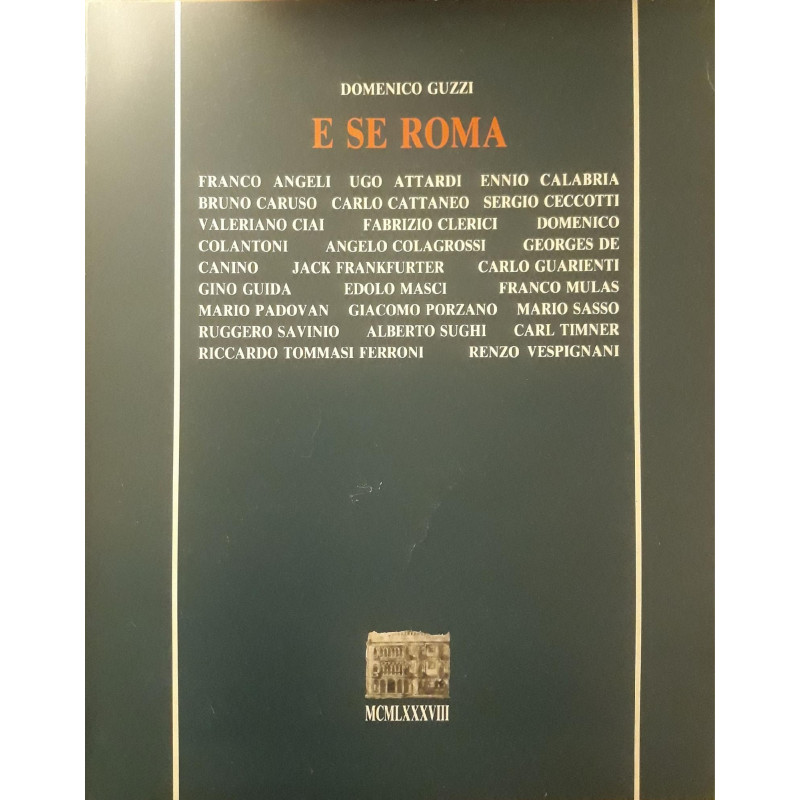 DOMENICO GUZZI
E SE ROMA
FRANCO ANGELI UGO ATTARDI ENNIO CALABRIA
BRUNO CARUSO CARLO CATTANEO SERGIO CECCOTTI
VALERIANO CIAI FABRIZIO CLERICI DOMENICO
COLANTONI ANGELO COLAGROSSI GEORGES DE
CANINO JACK FRANKFURTER CARLO GUARIENTI
GINO GUIDA EDOLO MASCI FRANCO MULAS
MARIO PADOVAN GIACOMO PORZANO MARIO SASSO
RUGGERO SAVINIO ALBERTO SUGHI CARL TIMNER
RICCARDO TOMMASI FERRONI RENZO VESPIGNANI
MCMLXXXVIII